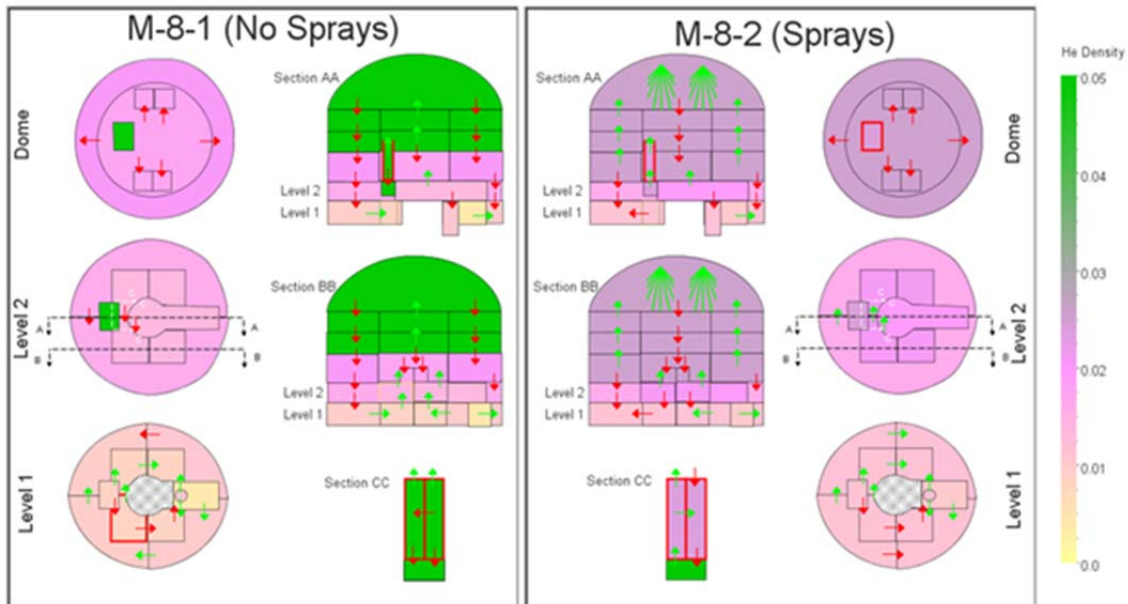 M-8-1 (No Sprays)
Dome
Level 2
Level 1
Section AA
Level 2
Level 1
A
A
B
B
C
Section BB
Level 2
Level 1
Section CC
M-8-2 (Sprays)
Section AA
Level 2
Level 1
Section BB
Level 2
Level 1
Section CC
Dome
Level 2
Level 1
A
A
B
B
C
He Density
0.05
0.04
0.03
0.02
0.01
0.0